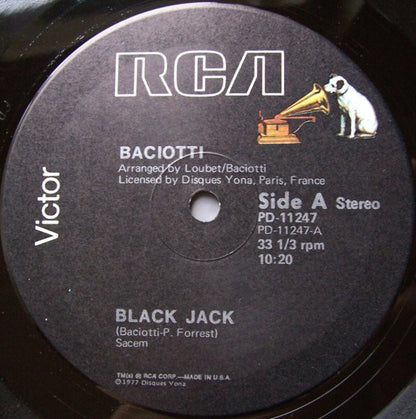 RCA
Victor
BACIOTTI
Arranged by Loubet/Baciotti
Licensed by Disques Yona, Paris, France
Side A Stereo
PD-11247
PD-11247-A
33 1/3 rpm
10:20
BLACK JACK
(Baciotti-P. Forrest)
Sacem
TM(s) ® RCA CORP.—MADE IN U.S.A.
℗ 1977 Disques Yona